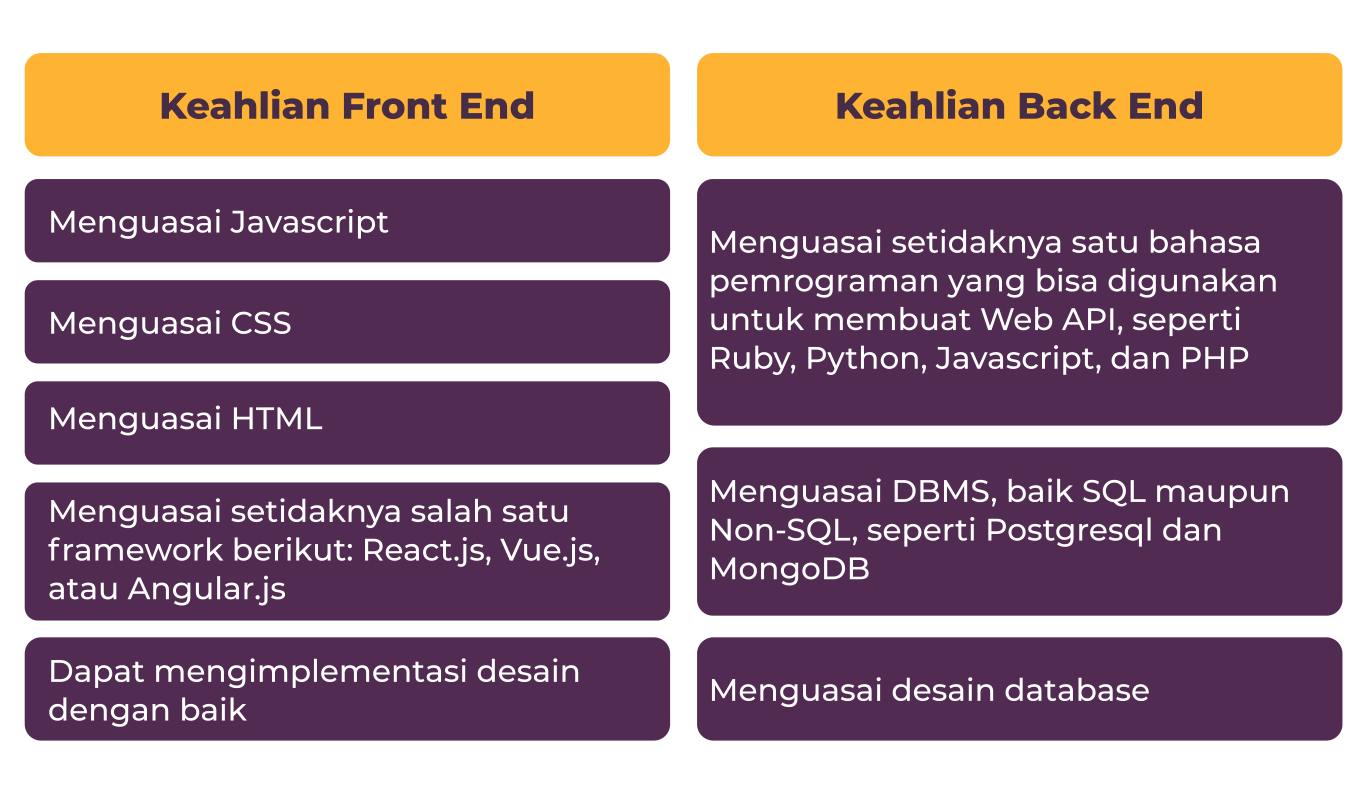 Keahlian Front End
Menguasai Javascript
Menguasai CSS
Menguasai HTML
Menguasai setidaknya salah satu
framework berikut: React.js, Vue.js,
atau Angular.js
Dapat mengimplementasi desain
dengan baik
Keahlian Back End
Menguasai setidaknya satu bahasa
pemrograman yang bisa digunakan
untuk membuat Web API, seperti
Ruby, Python, Javascript, dan PHP
Menguasai DBMS, baik SQL maupun
Non-SQL, seperti Postgresql dan
MongoDB
Menguasai desain database